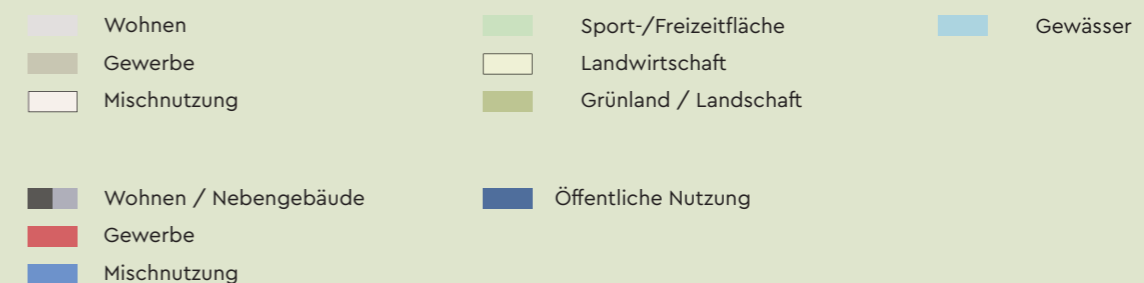 Wohnen
Gewerbe
Mischnutzung
Sport-/Freizeitfläche
Landwirtschaft
Grünland / Landschaft
Gewässer
Wohnen / Nebengebäude
Gewerbe
Mischnutzung
Öffentliche Nutzung